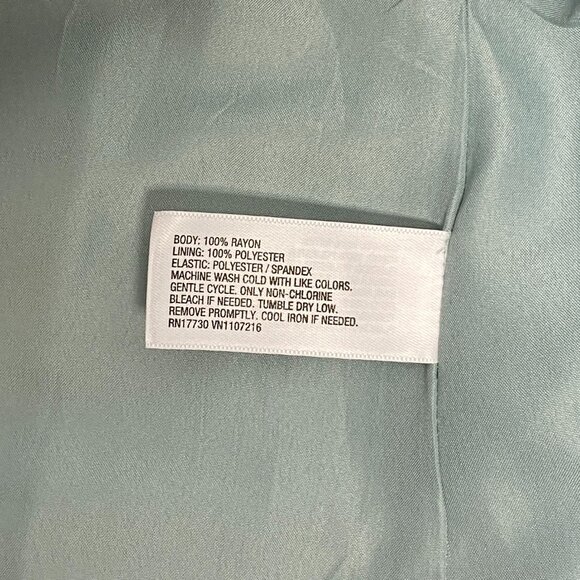 BODY: 100% RAYON
LINING: 100% POLYESTER
ELASTIC: POLYESTER / SPANDEX
MACHINE WASH COLD WITH LIKE COLORS.
GENTLE CYCLE. ONLY NON-CHLORINE
BLEACH IF NEEDED. TUMBLE DRY LOW.
REMOVE PROMPTLY. COOL IRON IF NEEDED.
RN17730 VN1107216